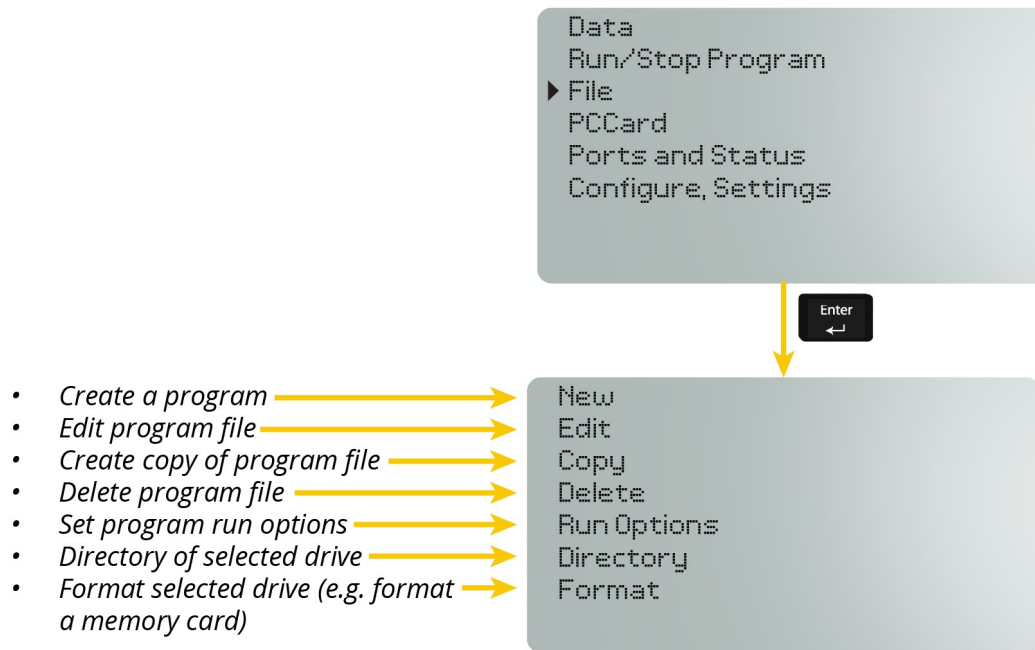 Data
Run/Stop Program
File
PCCard
Ports and Status
Configure, Settings
Enter
• Create a program
New
• Edit program file
Edit
• Create copy of program file
Copy
• Delete program file
Delete
• Set program run options
Run Options
• Directory of selected drive
Directory
• Format selected drive (e.g. format
a memory card)
Format